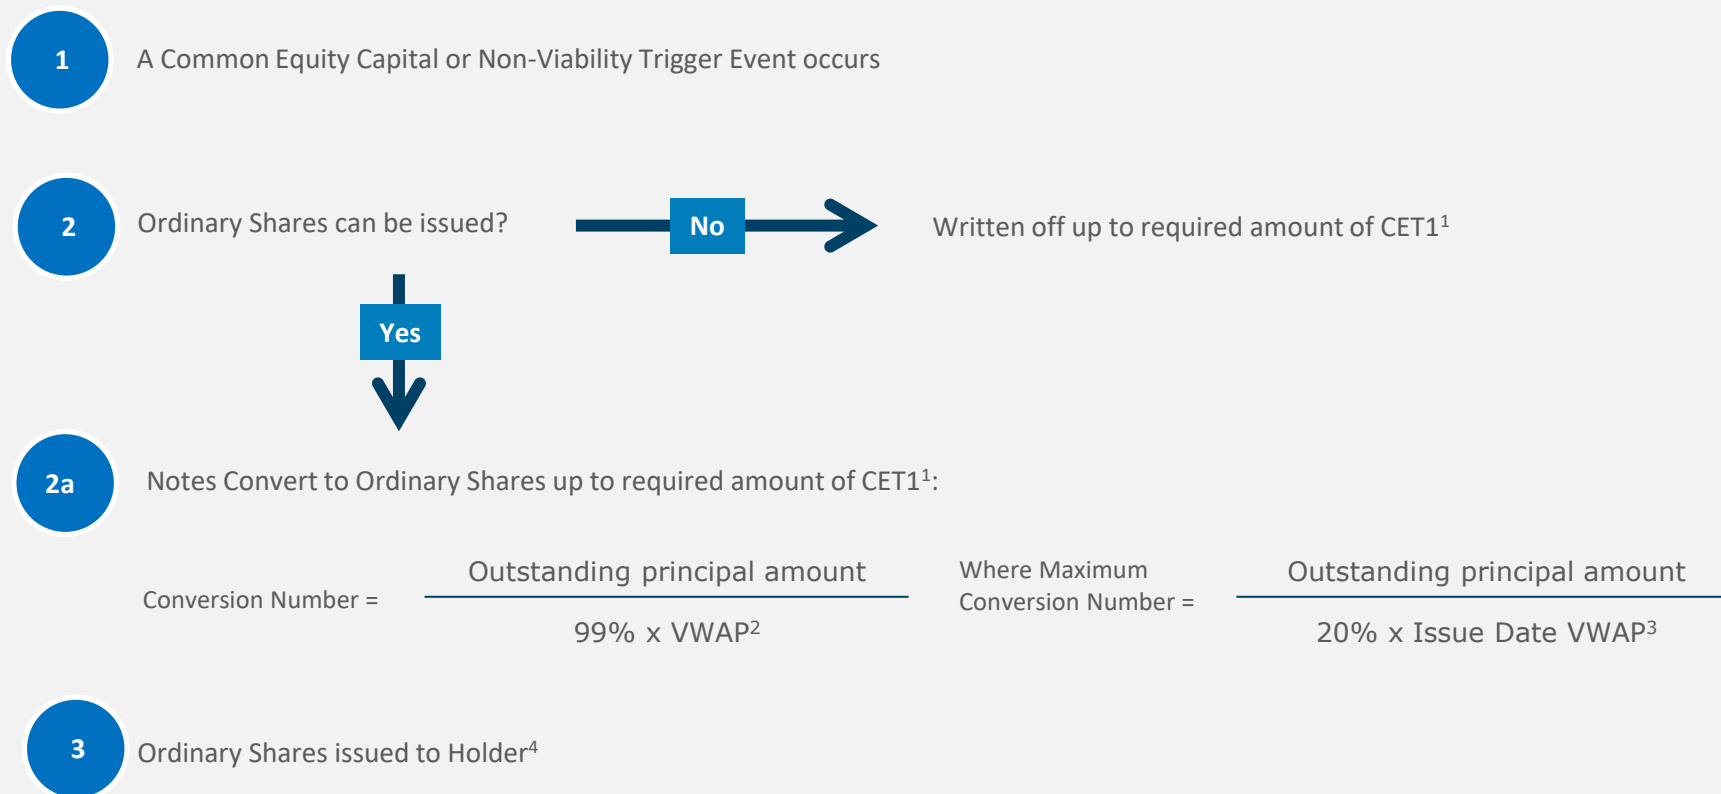 1
A Common Equity Capital or Non-Viability Trigger Event occurs
2
Ordinary Shares can be issued?
No
Written off up to required amount of CET1¹
Yes
2a
Notes Convert to Ordinary Shares up to required amount of CET1¹:
Conversion Number =
Outstanding principal amount
99% x VWAP²
Where Maximum
Conversion Number =
Outstanding principal amount
20% x Issue Date VWAP³
3
Ordinary Shares issued to Holder⁴